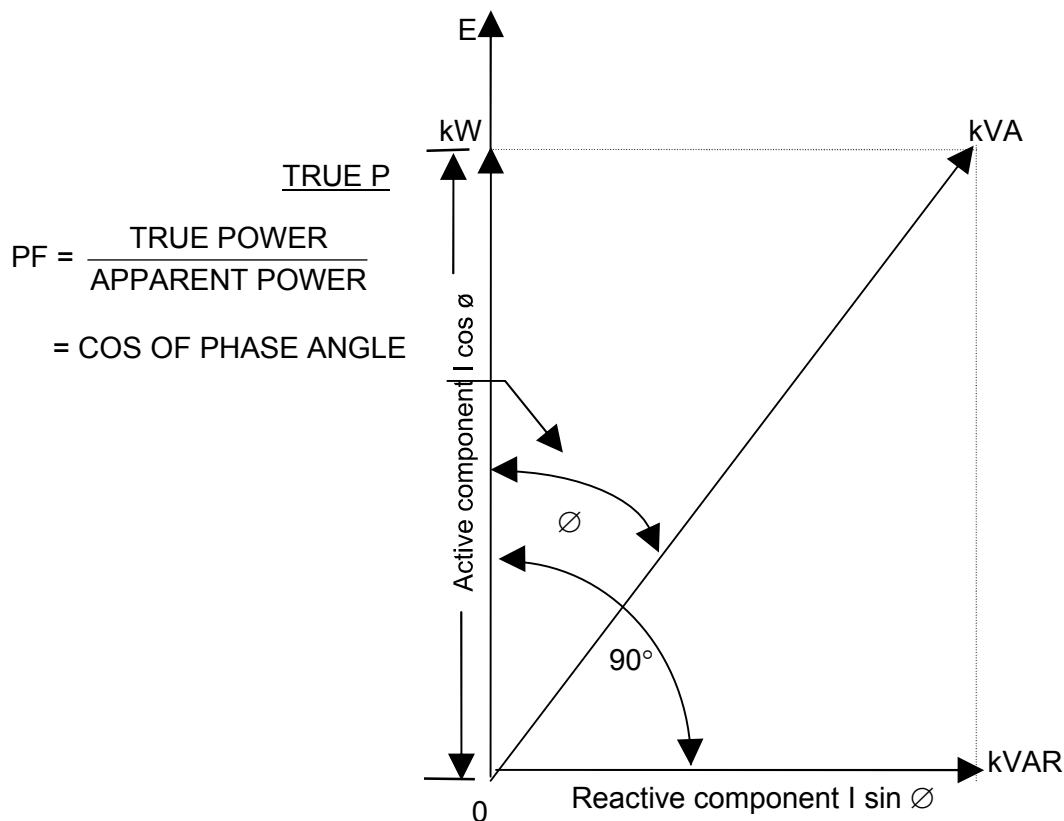 E
kW
kVA
TRUE P
PF = TRUE POWER
APPARENT POWER
= COS OF PHASE ANGLE
Active component I cos ø
∅
90°
kVAR
0
Reactive component I sin ∅